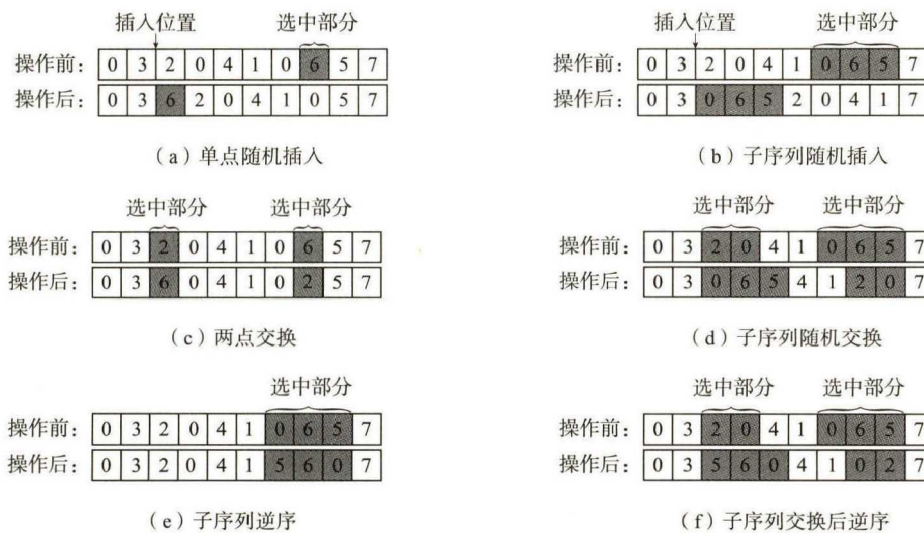 插入位置 选中部分
操作前: 0 3 2 0 4 1 0 6 5 7
操作后: 0 3 6 2 0 4 1 0 5 7
(a)单点随机插入
插入位置 选中部分
操作前: 0 3 2 0 4 1 0 6 5 7
操作后: 0 3 0 6 5 2 0 4 1 7
(b)子序列随机插入
选中部分 选中部分
操作前: 0 3 2 0 4 1 0 6 5 7
操作后: 0 3 6 0 4 1 0 2 5 7
(c)两点交换
选中部分 选中部分
操作前: 0 3 2 0 4 1 0 6 5 7
操作后: 0 3 0 6 5 4 1 2 0 7
(d)子序列随机交换
选中部分
操作前: 0 3 2 0 4 1 0 6 5 7
操作后: 0 3 2 0 4 1 5 6 0 7
(e)子序列逆序
选中部分 选中部分
操作前: 0 3 2 0 4 1 0 6 5 7
操作后: 0 3 5 6 0 4 1 0 2 7
(f)子序列交换后逆序